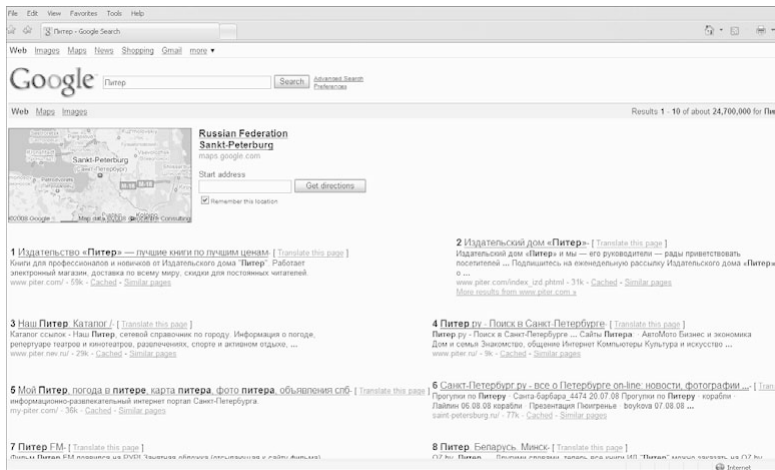 File Edit View Favorites Tools Help
Питер - Google Search
Web Images Maps News Shopping Gmail more ▼
Google Питер Search Advanced Search
Preferences
Web Maps Images Results 1 - 10 of about 24,700,000 for Пи
Russian Federation
Sankt-Peterburg
maps.google.com
Sankt-Peterburg
(Санкт-Петербург)
Start address
Get directions
Remember this location
©2008 Google Map data ©2008 Geocentre Consulting
1 Издательство «Питер» — лучшие книги по лучшим ценам- [ Translate this page ]
Книги для профессионалов и новичков от Издательского дома "Питер". Работает
электронный магазин, доставка по всему миру, скидки для постоянных читателей.
www.piter.com/ - 59k - Cached - Similar pages
2 Издательский дом «Питер»- [ Translate this page ]
Издательский дом «Питер» и мы — его руководители — рады приветствовать
посетителей ... Подпишитесь на еженедельную рассылку Издательского дома «Питер»
о ...
www.piter.com/index_izd.phtml - 31k - Cached - Similar pages
More results from www.piter.com »
3 Наш Питер. Каталог /- [ Translate this page ]
Каталог ссылок - Наш Питер, сетевой справочник по городу. Информация о погоде,
репертуаре театров и кинотеатров, развлечениях, спорте и активном отдыхе, ...
www.piter.nev.ru/ - 29k - Cached - Similar pages
4 Питер.ру - Поиск в Санкт-Петербурге- [ Translate this page ]
Питер.ру - Поиск в Санкт-Петербурге ... Сайты Питера: · АвтоМото Бизнес и экономика
Дом и семья Знакомство, общение Интернет Компьютеры Культура и искусство ...
www.piter.ru/ - 9k - Cached - Similar pages
5 Мой Питер, погода в питере, карта питера, фото питера, объявления спб- [ Translate this page ]
информационно-развлекательный интернет портал Санкт-Петербурга.
my-piter.com/ - 36k - Cached - Similar pages
6 Санкт-Петербург.ру - все о Петербурге on-line: новости, фотографии ...- [ Tran
Прогулки по Питеру · Санта-барбара_4474 20.07.08 Прогулки по Питеру · корабли ·
Лайлин 06.08.08 корабли · Презентация Пюигренье · boykova 07.08.08 ...
saint-petersburg.ru/ - 77k - Cached - Similar pages
7 Питер FM- [ Translate this page ]
8 Питер. Беларусь. Минск- [ Translate this page ]
Internet